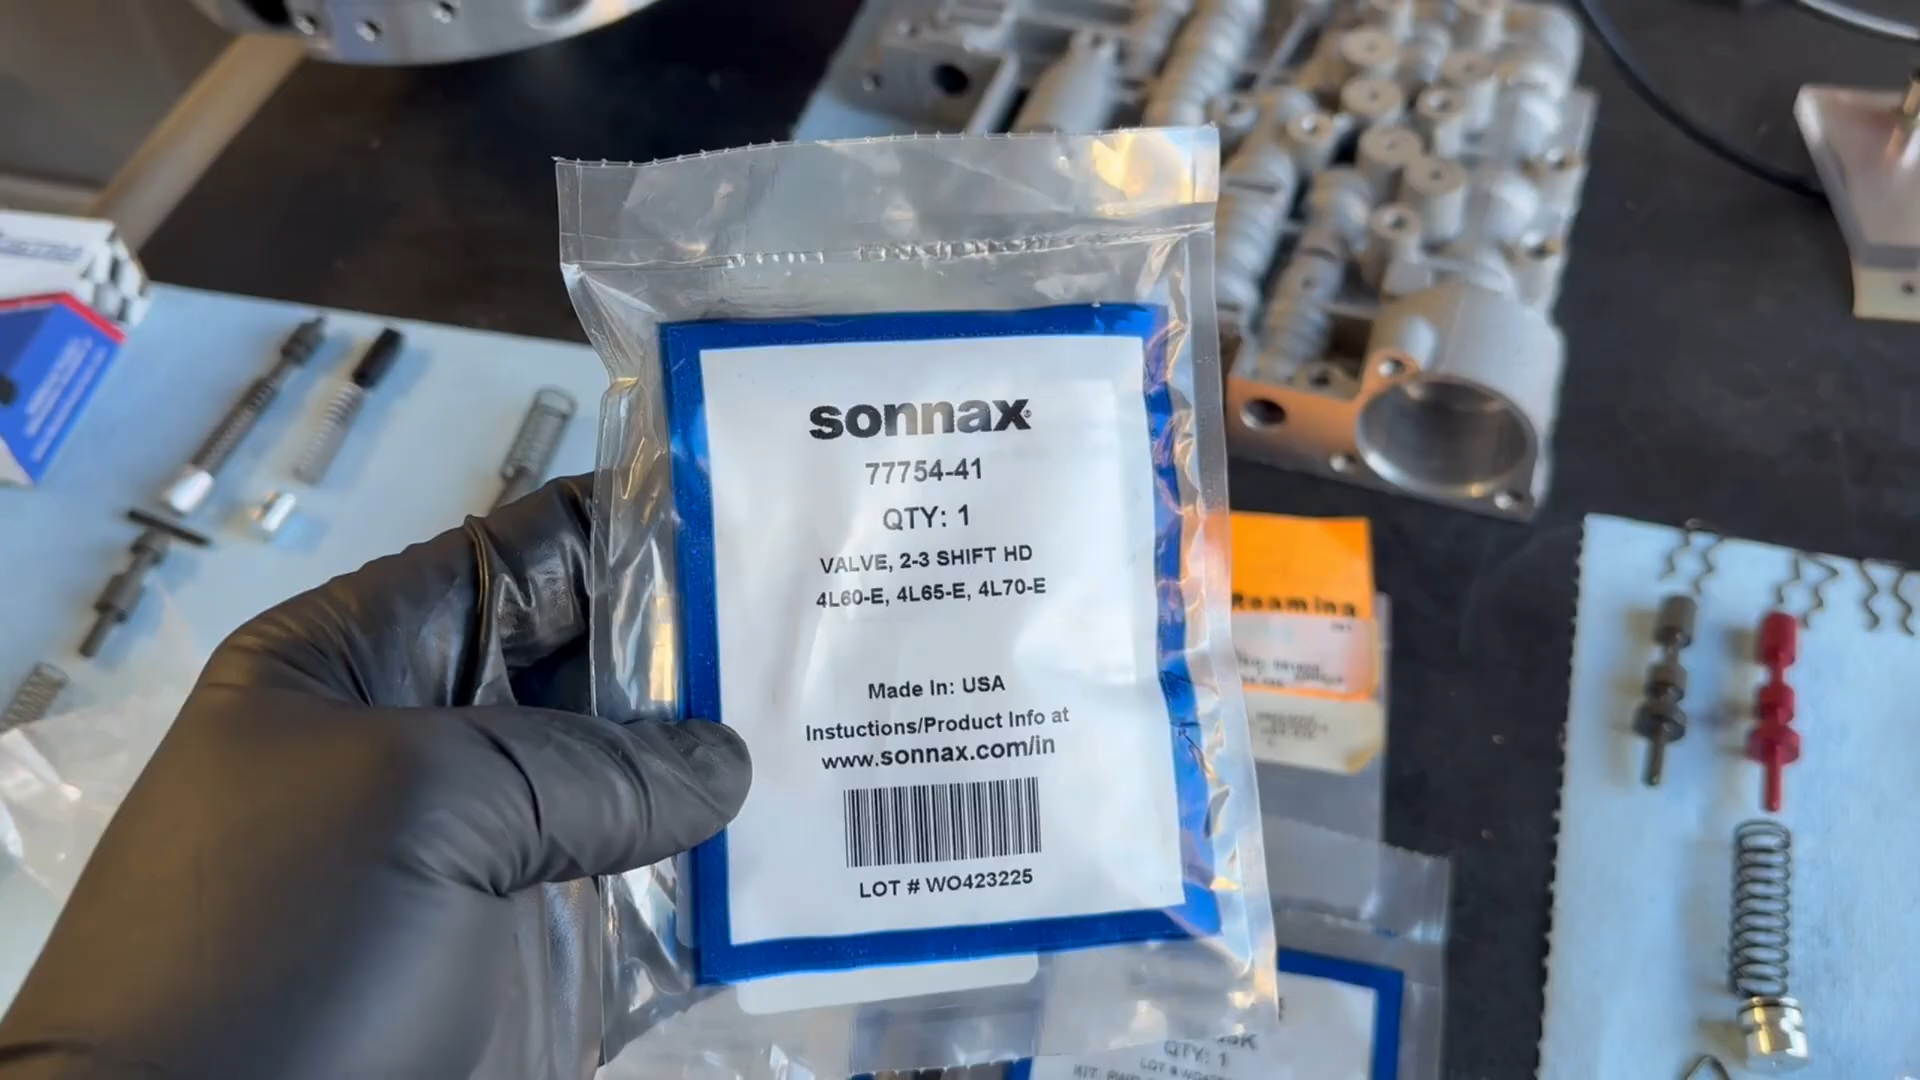 sonnax
77754-41
QTY: 1
VALVE, 2-3 SHIFT HD
4L60-E, 4L65-E, 4L70-E
Made In: USA
Instuctions/Product Info at
www.sonnax.com/in
LOT # WO423225
Reaming
QTY: 1